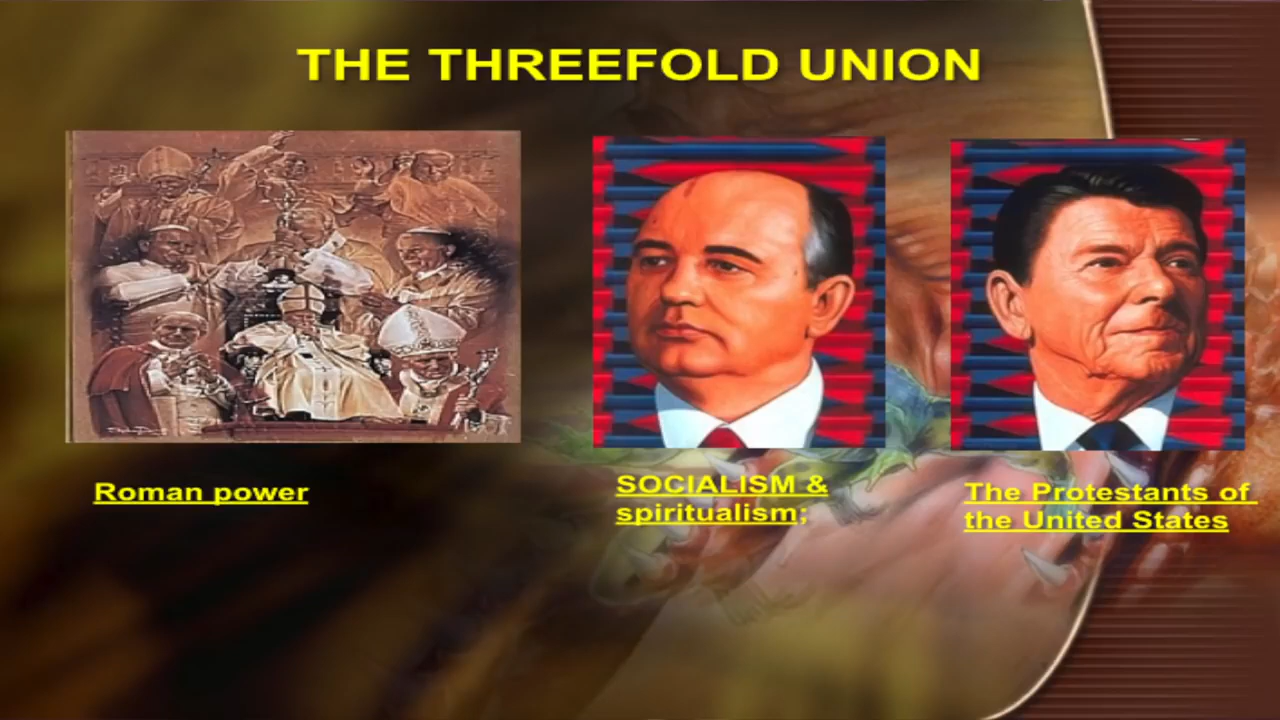 THE THREEFOLD UNION
Roman power
SOCIALISM &
spiritualism;
The Protestants of
the United States